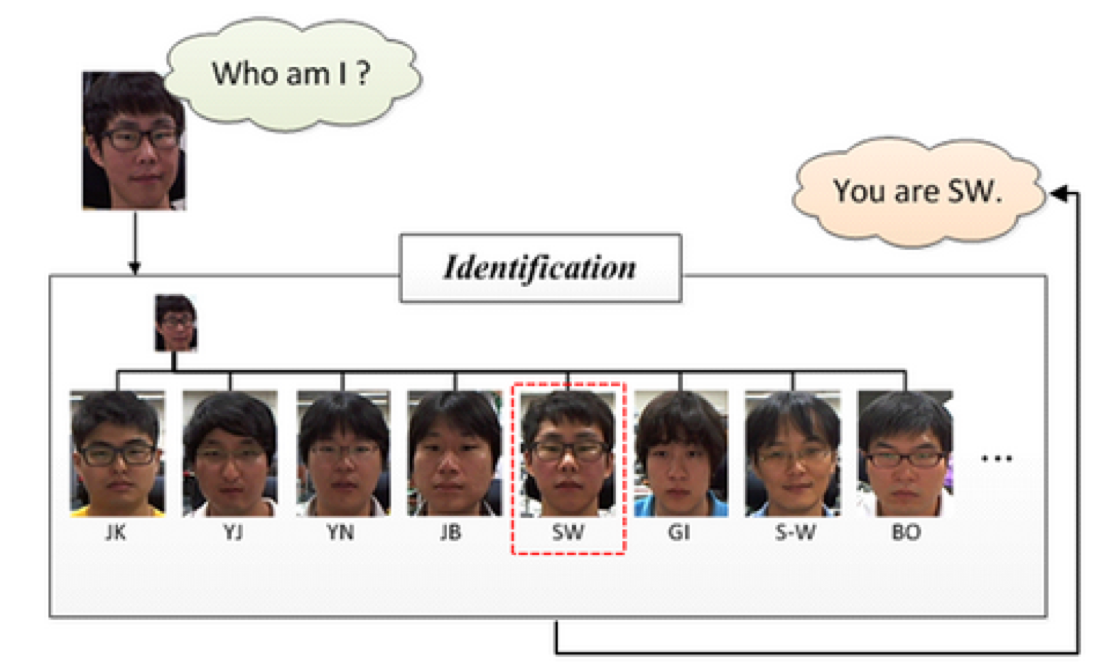 Who am I ?
You are SW.
Identification
JK YJ YN JB SW GI S-W BO ...